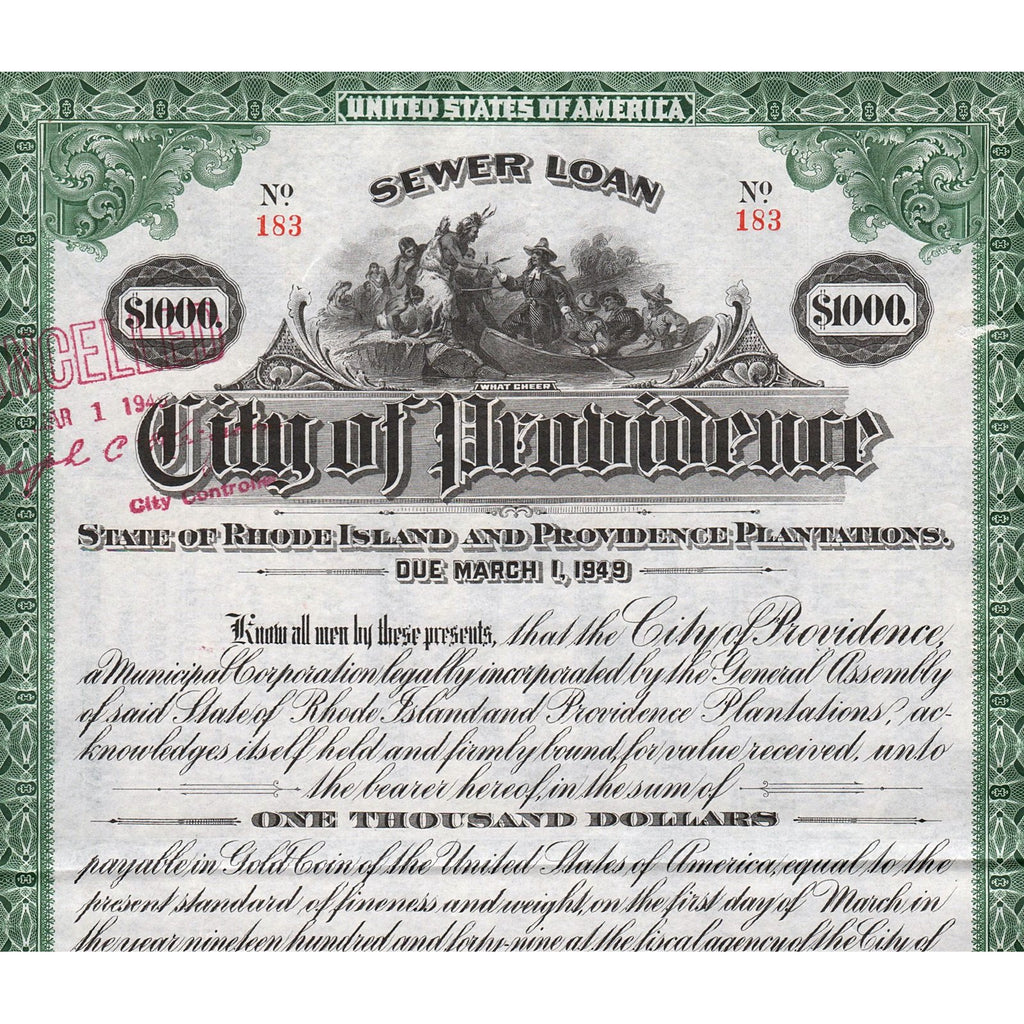 UNITED STATES OF AMERICA
SEWER LOAN
No. 183
No. 183
$1000.
$1000.
NCELLED
AR 1 194
City Controller
WHAT CHEER
City of Providence
STATE OF RHODE ISLAND AND PROVIDENCE PLANTATIONS.
DUE MARCH 1, 1949
Know all men by these presents, that the City of Providence,
a Municipal Corporation legally incorporated by the General Assembly
of said State of Rhode Island and Providence Plantations, ac-
knowledges itself held and firmly bound, for value received, unto
the bearer hereof, in the sum of
ONE THOUSAND DOLLARS
payable in Gold Coin of the United States of America, equal to the
present standard of fineness and weight, on the first day of March in
the year nineteen hundred and forty-nine at the fiscal agency of the City of